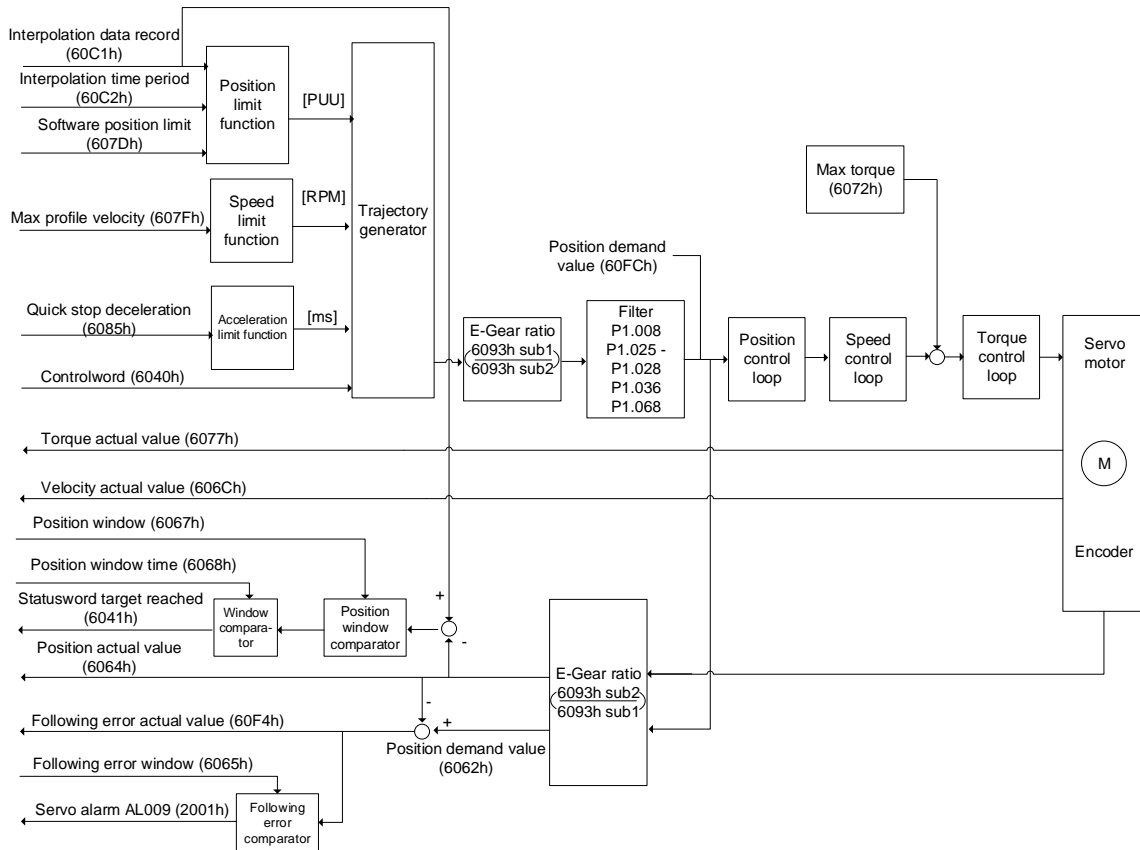 Interpolation data record
(60C1h)
Interpolation time period
(60C2h)
Software position limit
(607Dh)
Position
limit
function
[PUU]
Max profile velocity (607Fh)
Speed
limit
function
[RPM]
Trajectory
generator
Quick stop deceleration
(6085h)
Acceleration
limit function
[ms]
Controlword (6040h)
E-Gear ratio
(6093h sub1
6093h sub2)
Filter
P1.008
P1.025 -
P1.028
P1.036
P1.068
Position demand
value (60FCh)
Position
control
loop
Speed
control
loop
Max torque
(6072h)
Torque
control
loop
Servo
motor
M
Encoder
Torque actual value (6077h)
Velocity actual value (606Ch)
Position window (6067h)
Position window time (6068h)
Statusword target reached
(6041h)
Window
compara-
tor
Position
window
comparator
+
-
Position actual value
(6064h)
E-Gear ratio
(6093h sub2
6093h sub1)
-
+
Following error actual value (60F4h)
Position demand value
(6062h)
Following error window (6065h)
Servo alarm AL009 (2001h)
Following
error
comparator